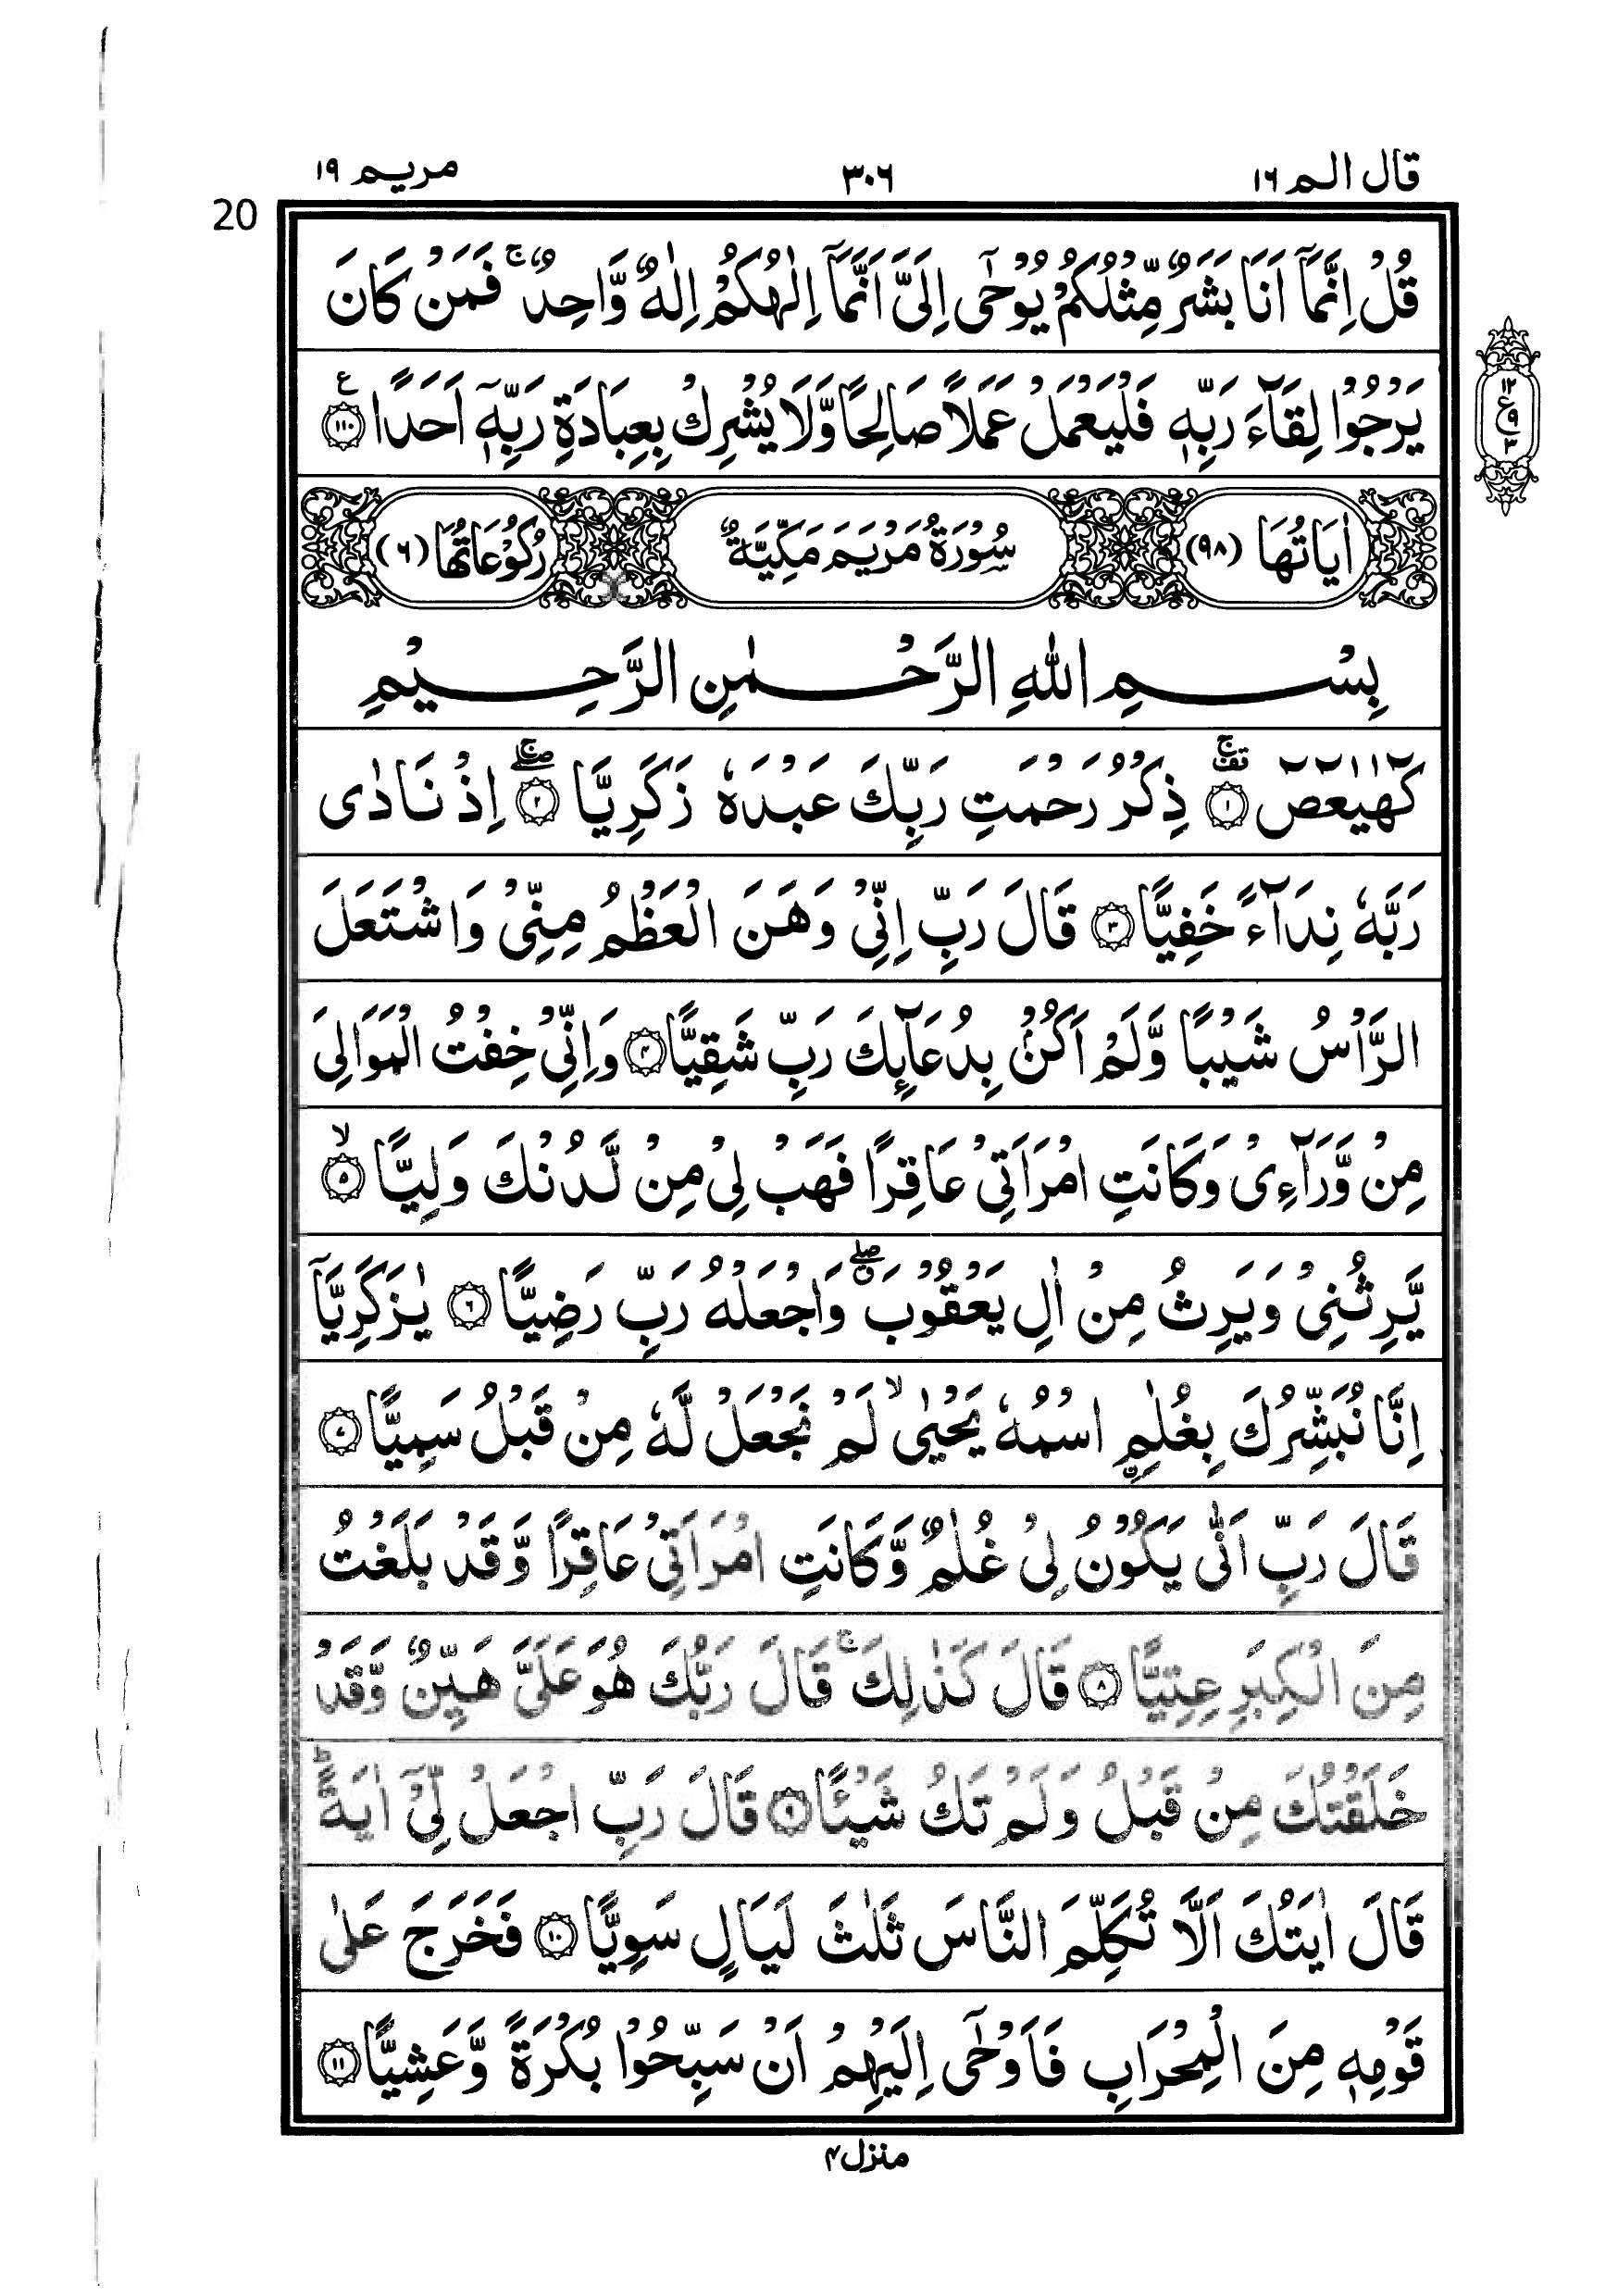 قال الم ١٦
٣٠٦
مريم ١٩
20
قُلْ اِنَّمَاۤ اَنَا بَشَرٌ مِّثْلُكُمْ يُوْحٰۤى اِلَىَّ اَنَّمَاۤ اِلٰهُكُمْ اِلٰهٌ وَّاحِدٌ ۚ فَمَنْ كَانَ
يَرْجُوْا لِقَآءَ رَبِّهٖ فَلْيَعْمَلْ عَمَلًا صَالِحًا وَّلَا يُشْرِكْ بِعِبَادَةِ رَبِّهٖۤ اَحَدًا ﴿١١٠﴾ ع
١٢
ع ٩
٣
اٰيَاتُهَا (٩٨)
سُوْرَةُ مَرْيَمَ مَكِّيَّةٌ
رُكُوْعَاتُهَا (٦)
بِسْمِ اللهِ الرَّحْمٰنِ الرَّحِيْمِ
كٓهٰيٰعٓصٓ ﴿١﴾ ذِكْرُ رَحْمَتِ رَبِّكَ عَبْدَهٗ زَكَرِيَّا ﴿٢﴾ اِذْ نَادٰى
رَبَّهٗ نِدَآءً خَفِيًّا ﴿٣﴾ قَالَ رَبِّ اِنِّىْ وَهَنَ الْعَظْمُ مِنِّىْ وَاشْتَعَلَ
الرَّاْسُ شَيْبًا وَّلَمْ اَكُنْۢ بِدُعَآئِكَ رَبِّ شَقِيًّا ﴿٤﴾ وَاِنِّىْ خِفْتُ الْمَوَالِىَ
مِنْ وَّرَآءِىْ وَكَانَتِ امْرَاَتِىْ عَاقِرًا فَهَبْ لِىْ مِنْ لَّدُنْكَ وَلِيًّا ﴿٥﴾ ۙ
يَّرِثُنِىْ وَيَرِثُ مِنْ اٰلِ يَعْقُوْبَ ۖ وَاجْعَلْهُ رَبِّ رَضِيًّا ﴿٦﴾ يٰزَكَرِيَّاۤ
اِنَّا نُبَشِّرُكَ بِغُلٰمِ ِۨاسْمُهٗ يَحْيٰى ۙ لَمْ نَجْعَلْ لَّهٗ مِنْ قَبْلُ سَمِيًّا ﴿٧﴾
قَالَ رَبِّ اَنّٰى يَكُوْنُ لِىْ غُلٰمٌ وَّكَانَتِ امْرَاَتِىْ عَاقِرًا وَّقَدْ بَلَغْتُ
مِنَ الْكِبَرِ عِتِيًّا ﴿٨﴾ قَالَ كَذٰلِكَ ۚ قَالَ رَبُّكَ هُوَ عَلَىَّ هَيِّنٌ وَّقَدْ
خَلَقْتُكَ مِنْ قَبْلُ وَلَمْ تَكُ شَيْئًا ﴿٩﴾ قَالَ رَبِّ اجْعَلْ لِّىْۤ اٰيَةً ؕ
قَالَ اٰيَتُكَ اَلَّا تُكَلِّمَ النَّاسَ ثَلٰثَ لَيَالٍ سَوِيًّا ﴿١٠﴾ فَخَرَجَ عَلٰى
قَوْمِهٖ مِنَ الْمِحْرَابِ فَاَوْحٰۤى اِلَيْهِمْ اَنْ سَبِّحُوْا بُكْرَةً وَّعَشِيًّا ﴿١١﴾
منزل ٤